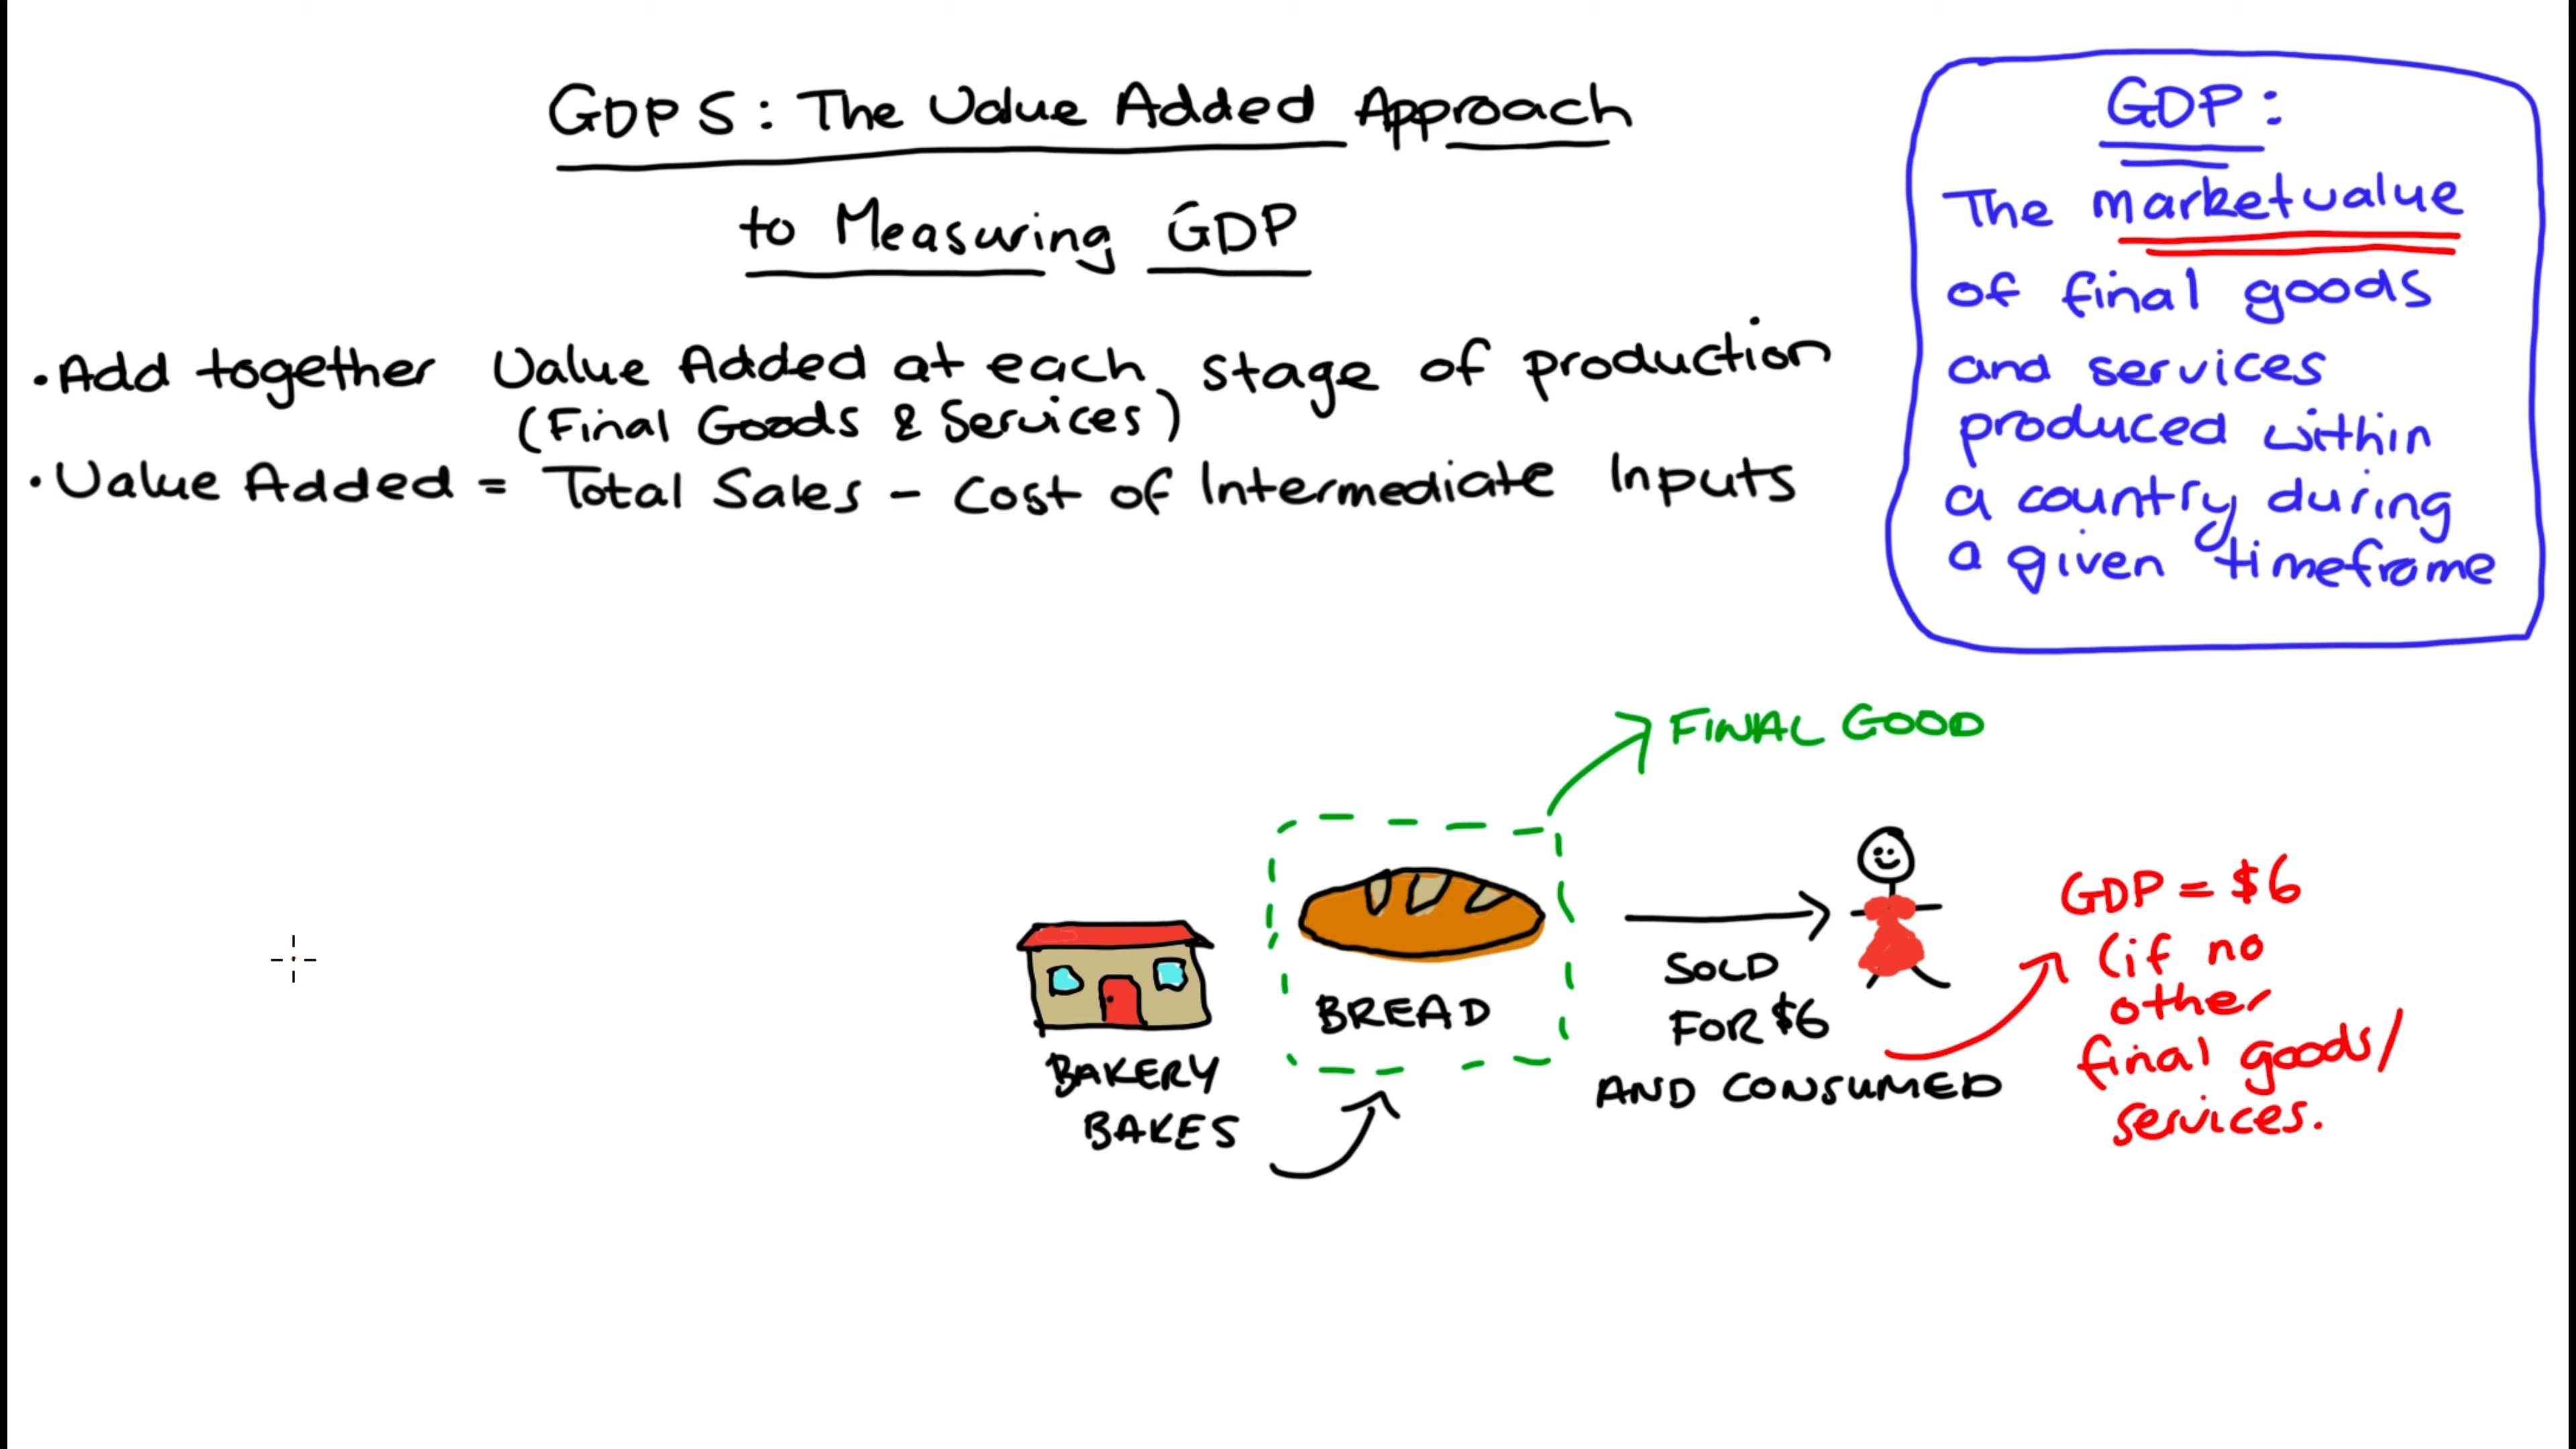 GDP 5: The Value Added Approach
to Measuring GDP
• Add together Value Added at each stage of production
(Final Goods & Services)
• Value Added = Total Sales - Cost of Intermediate Inputs
GDP:
The market value
of final goods
and services
produced within
a country during
a given timeframe
FINAL GOOD
BREAD
BAKERY
BAKES
SOLD
FOR $6
AND CONSUMED
GDP = $6
(if no
other
final goods/
services.